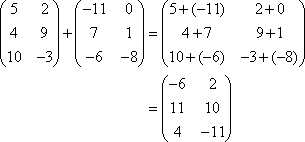 5 2 −11 0 5+(−11) 2+0
4 9 + 7 1 = 4+7 9+1
10 −3 −6 −8 10+(−6) −3+(−8)
−6 2
= 11 10
4 −11